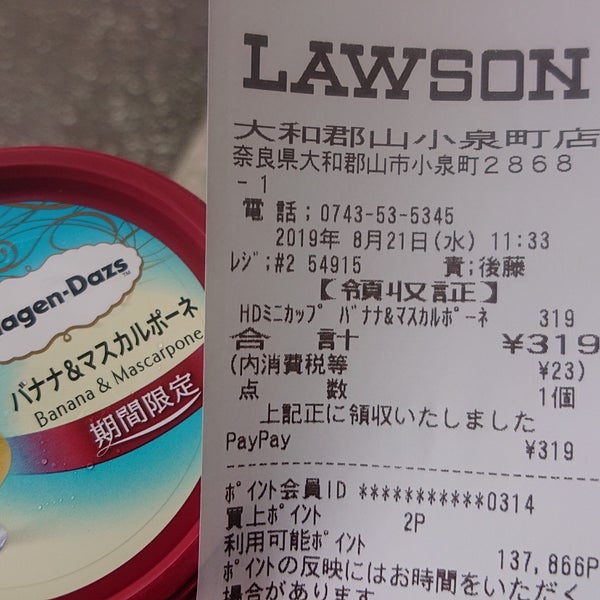 agen-Dazs
バナナ&マスカルポーネ
Banana & Mascarpone
期間限定
LAWSON
大和郡山小泉町店
奈良県大和郡山市小泉町2868
-1
電話;0743-53-5345
2019年 8月21日(水) 11:33
レジ;#2 54915 責;後藤
【領収証】
HDミニカップ バナナ&マスカルポーネ 319
合 計 ¥319
(内消費税等 ¥23)
点 数 1個
上記正に領収いたしました
PayPay ¥319
ポイント会員ID ***********0314
買上ポイント 2P
利用可能ポイント
137,866P
ポイントの反映にはお時間をいただく
場合があります